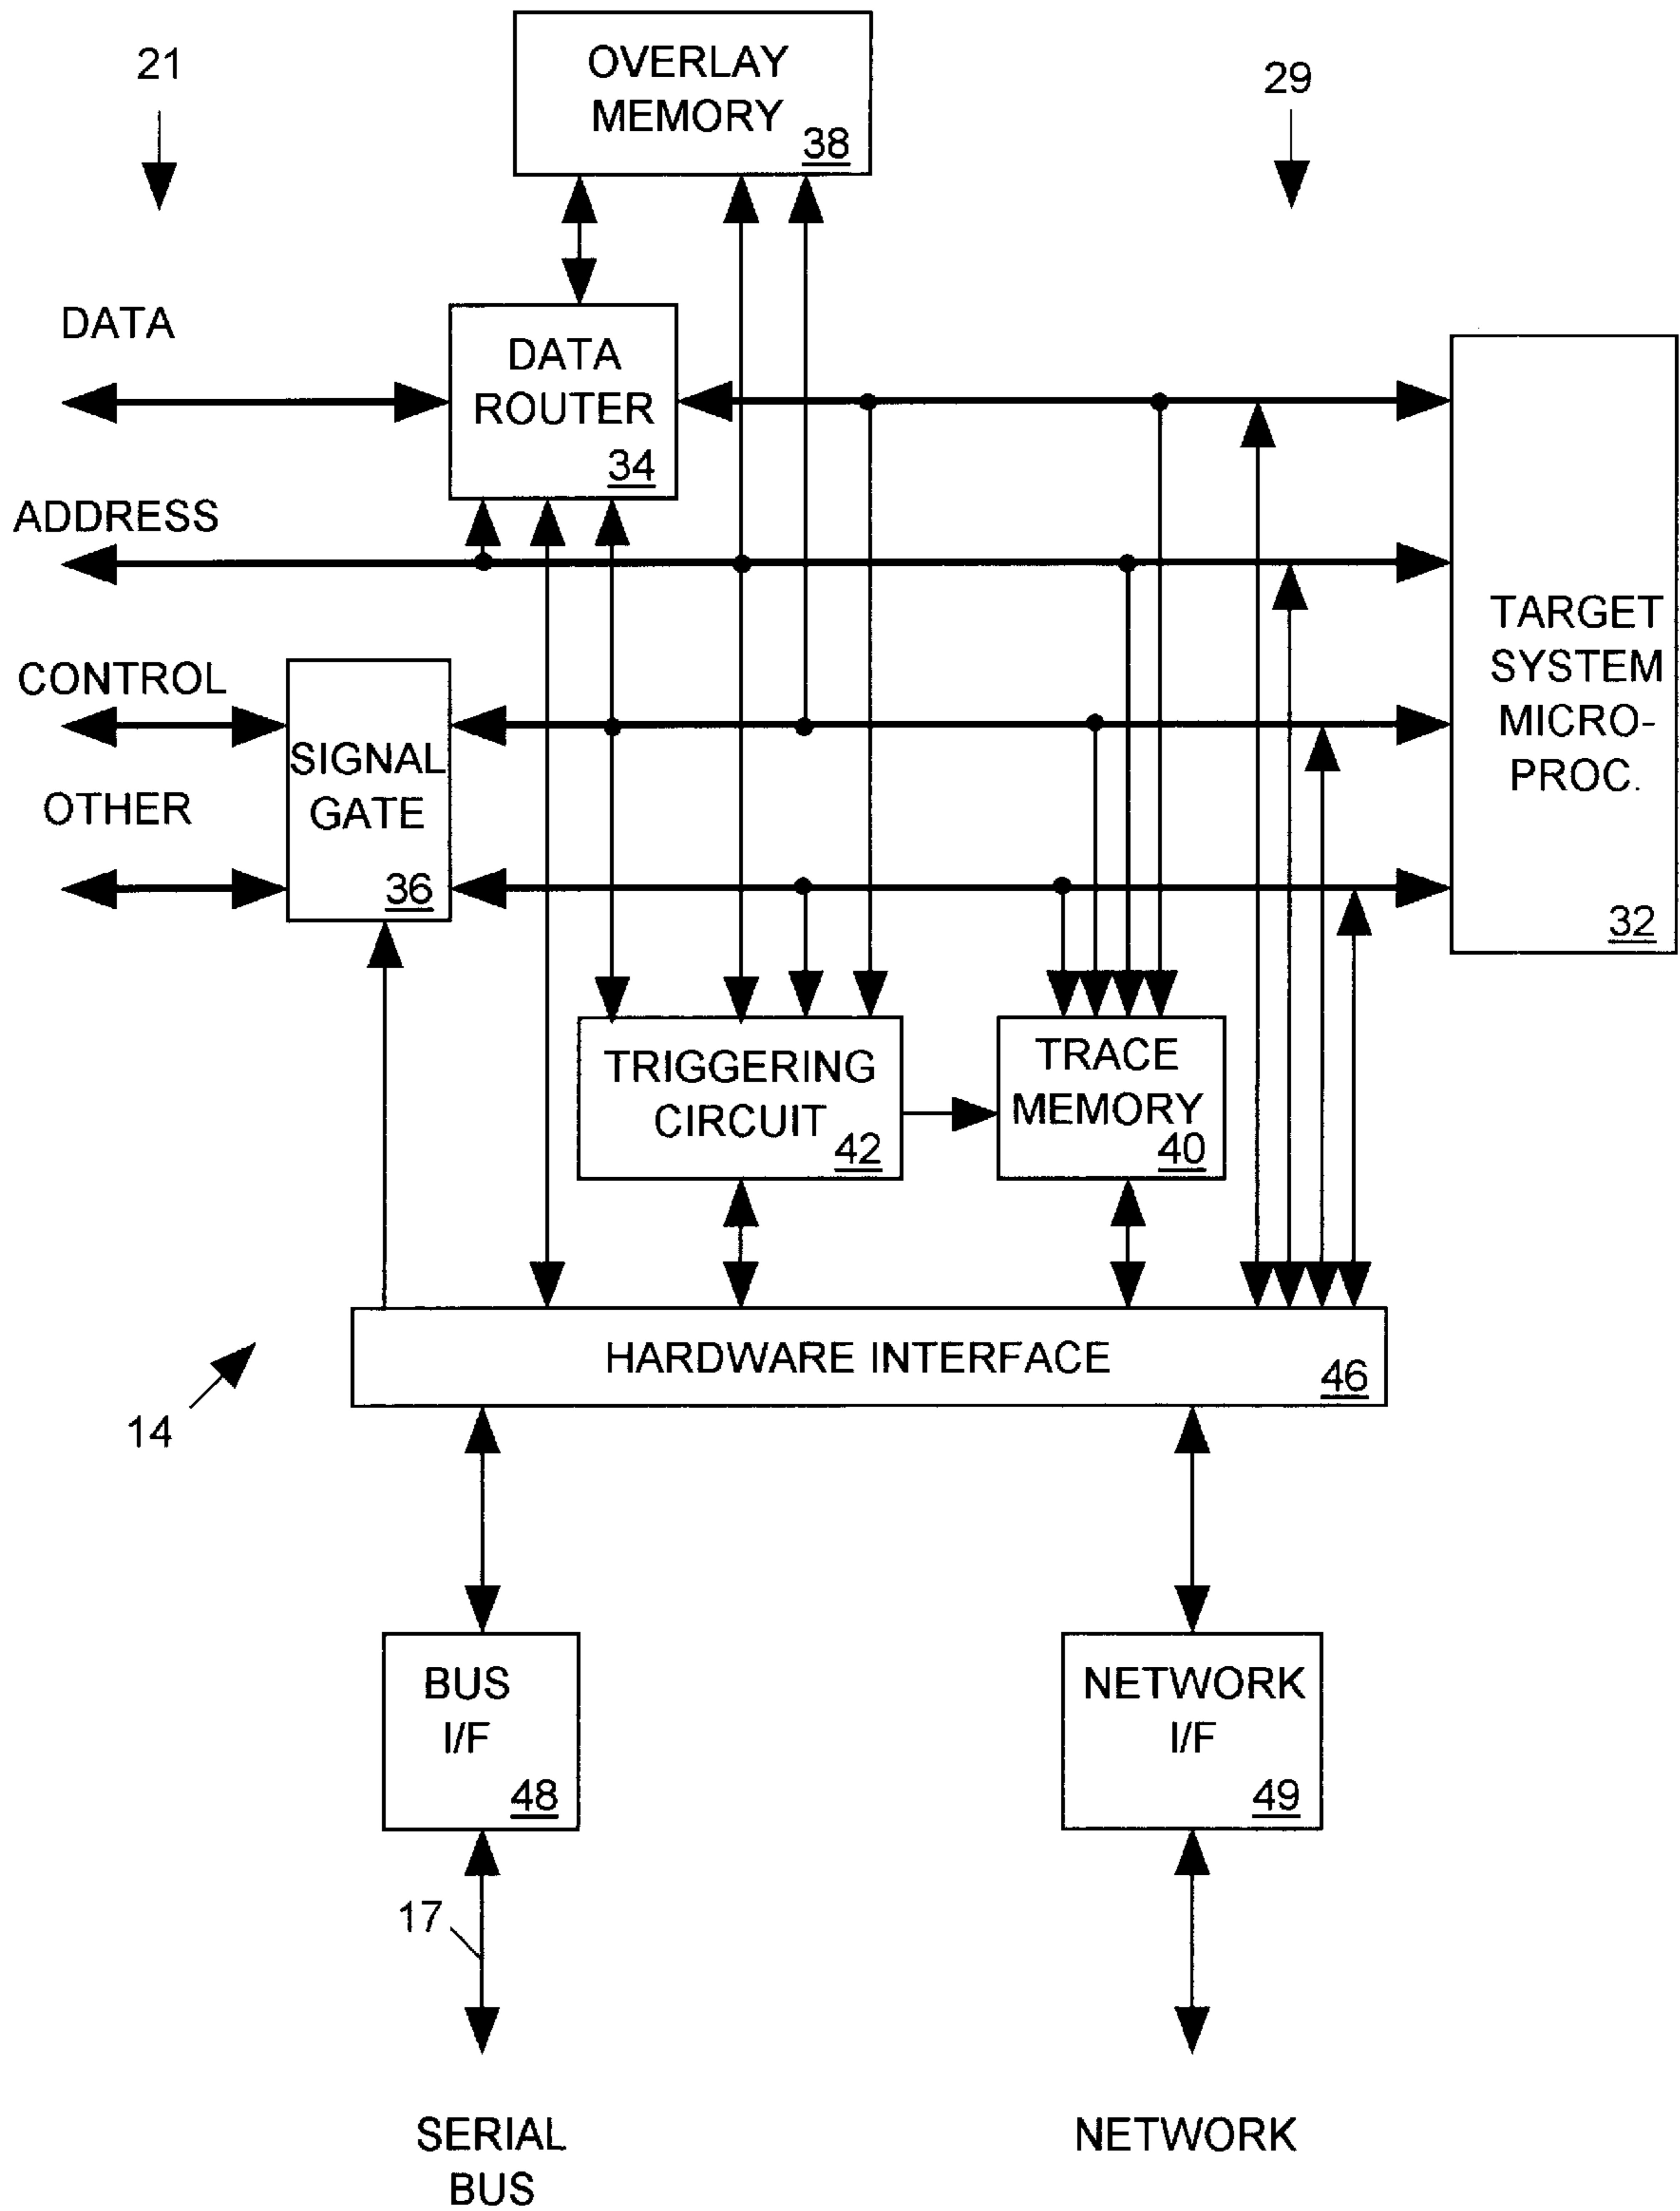 21
OVERLAY
MEMORY
38
29
DATA
DATA
ROUTER
34
ADDRESS
TARGET
SYSTEM
MICRO-
PROC.
32
CONTROL
SIGNAL
GATE
36
OTHER
TRIGGERING
CIRCUIT
42
TRACE
MEMORY
40
HARDWARE INTERFACE
46
14
BUS
I/F
48
NETWORK
I/F
49
17
SERIAL
BUS
NETWORK